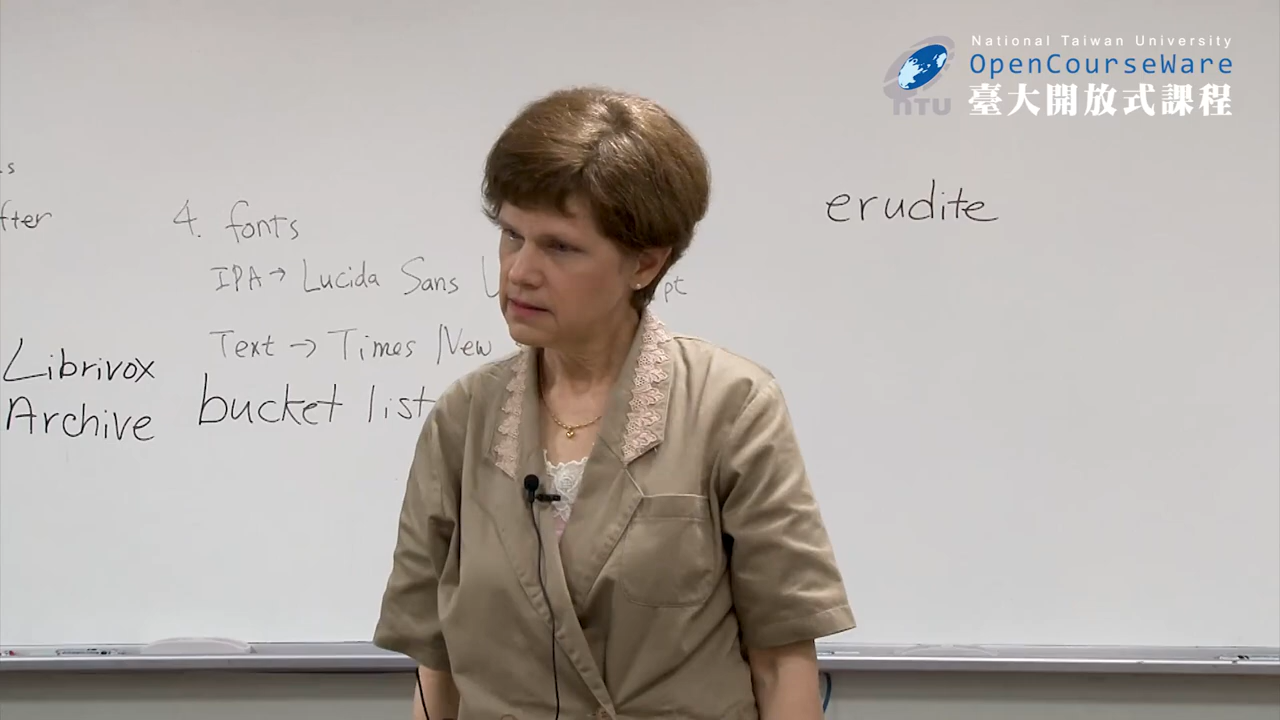 National Taiwan University
OpenCourseWare
臺大開放式課程
NTU
erudite
4. fonts
IPA → Lucida Sans
pt
Text → Times New
Librivox
Archive
bucket list